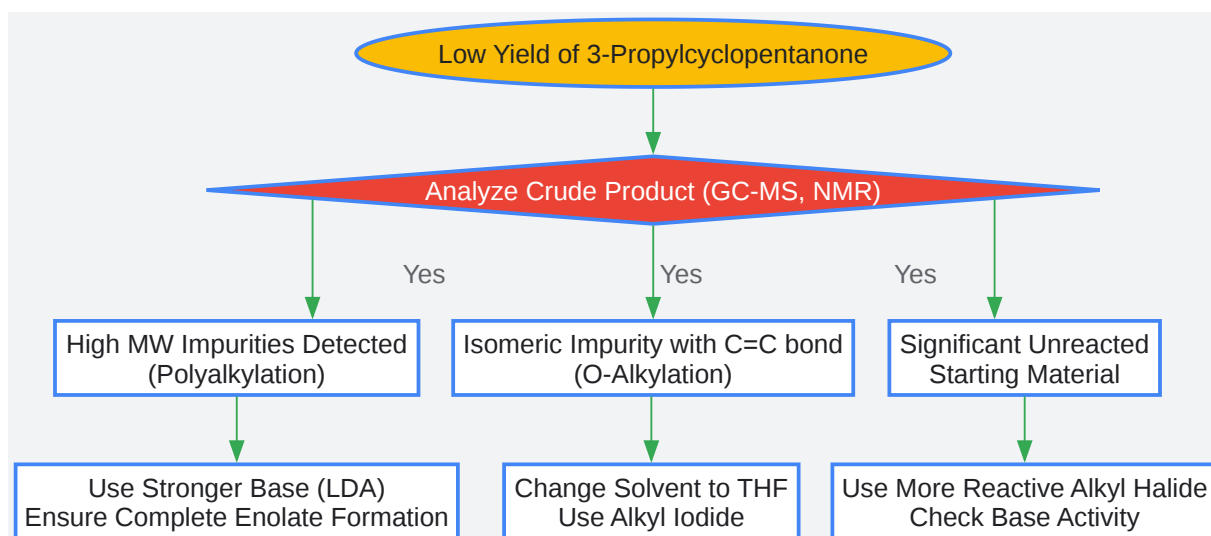 Low Yield of 3-Propylcyclopentanone
Analyze Crude Product (GC-MS, NMR)
Yes
Yes
Yes
High MW Impurities Detected
(Polyalkylation)
Isomeric Impurity with C=C bond
(O-Alkylation)
Significant Unreacted
Starting Material
Use Stronger Base (LDA)
Ensure Complete Enolate Formation
Change Solvent to THF
Use Alkyl Iodide
Use More Reactive Alkyl Halide
Check Base Activity